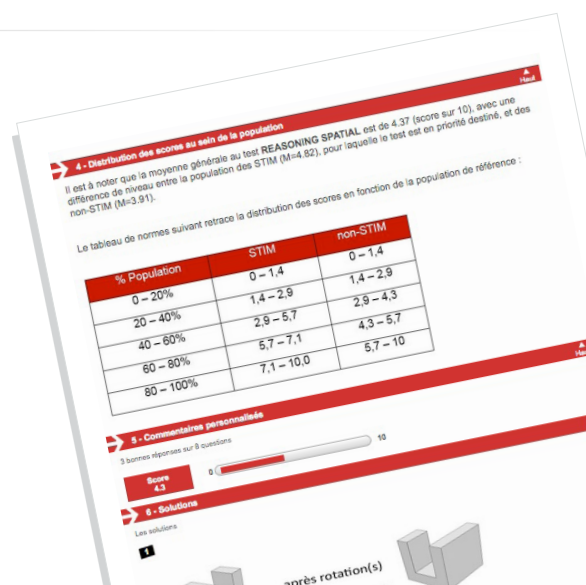 Haut
4 - Distribution des scores au sein de la population
Il est à noter que la moyenne générale au test REASONING SPATIAL est de 4.37 (score sur 10), avec une
différence de niveau entre la population des STIM (M=4.82), pour laquelle le test est en priorité destiné, et des
non-STIM (M=3.91).
Le tableau de normes suivant retrace la distribution des scores en fonction de la population de référence :
% Population STIM non-STIM
0 – 20% 0 – 1,4 0 – 1,4
20 – 40% 1,4 – 2,9 1,4 – 2,9
40 – 60% 2,9 – 5,7 2,9 – 4,3
60 – 80% 5,7 – 7,1 4,3 – 5,7
80 – 100% 7,1 – 10,0 5,7 – 10
5 - Commentaires personnalisés
3 bonnes réponses sur 8 questions
Score
4.3
0 10
6 - Solutions
Les solutions
1
après rotation(s)